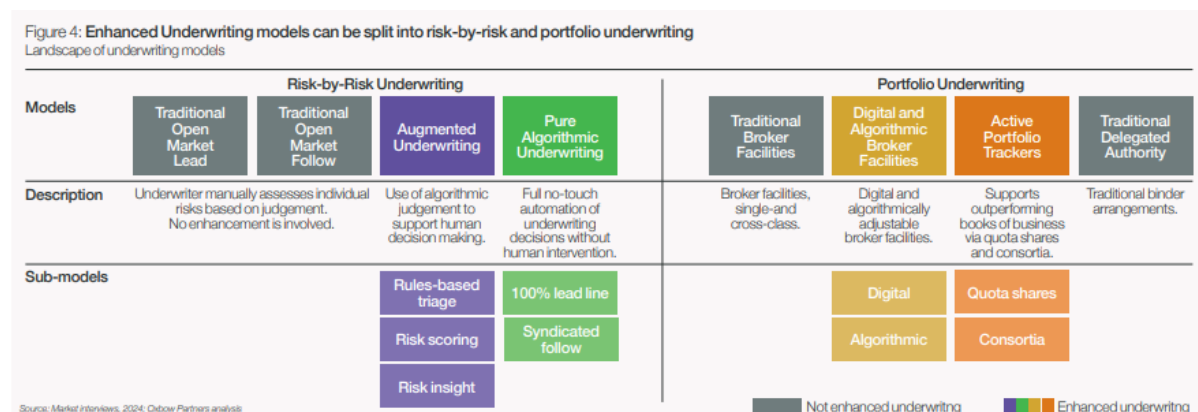 Figure 4: Enhanced Underwriting models can be split into risk-by-risk and portfolio underwriting
Landscape of underwriting models
Risk-by-Risk Underwriting
Portfolio Underwriting
Models
Traditional
Open
Market
Lead
Traditional
Open
Market
Follow
Augmented
Underwriting
Pure
Algorithmic
Underwriting
Traditional
Broker
Facilities
Digital and
Algorithmic
Broker
Facilities
Active
Portfolio
Trackers
Traditional
Delegated
Authority
Description
Underwriter manually assesses individual
risks based on judgement.
No enhancement is involved.
Use of algorithmic
judgement to
support human
decision making.
Full no-touch
automation of
underwriting
decisions without
human intervention.
Broker facilities,
single-and
cross-class.
Digital and
algorithmically
adjustable
broker facilities.
Supports
outperforming
books of business
via quota shares
and consortia.
Traditional binder
arrangements.
Sub-models
Rules-based
triage
Risk scoring
Risk insight
100% lead line
Syndicated
follow
Digital
Algorithmic
Quota shares
Consortia
Source: Market interviews, 2024; Oxbow Partners analysis
Not enhanced underwritng
Enhanced underwritng